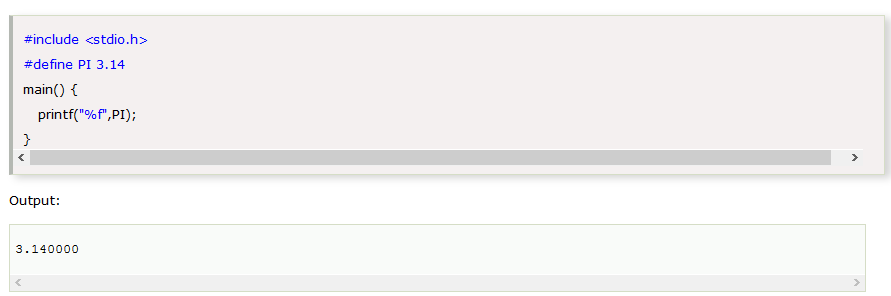 #include <stdio.h>
#define PI 3.14
main() {
printf("%f",PI);
}
Output:
3.140000